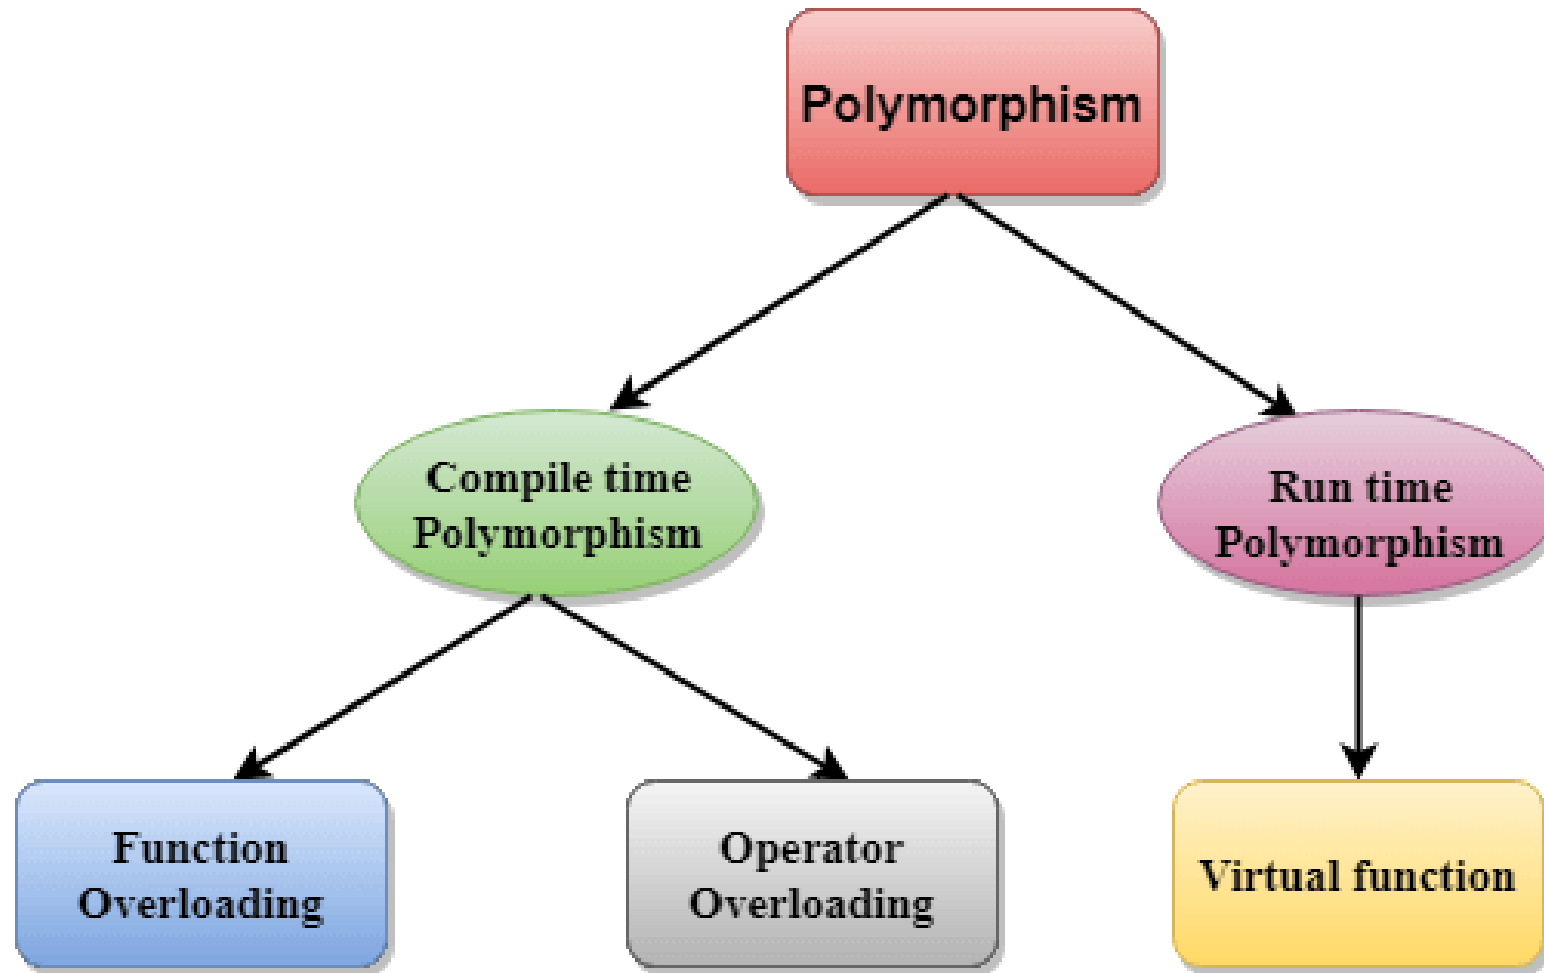 Polymorphism
Compile time
Polymorphism
Run time
Polymorphism
Function
Overloading
Operator
Overloading
Virtual function